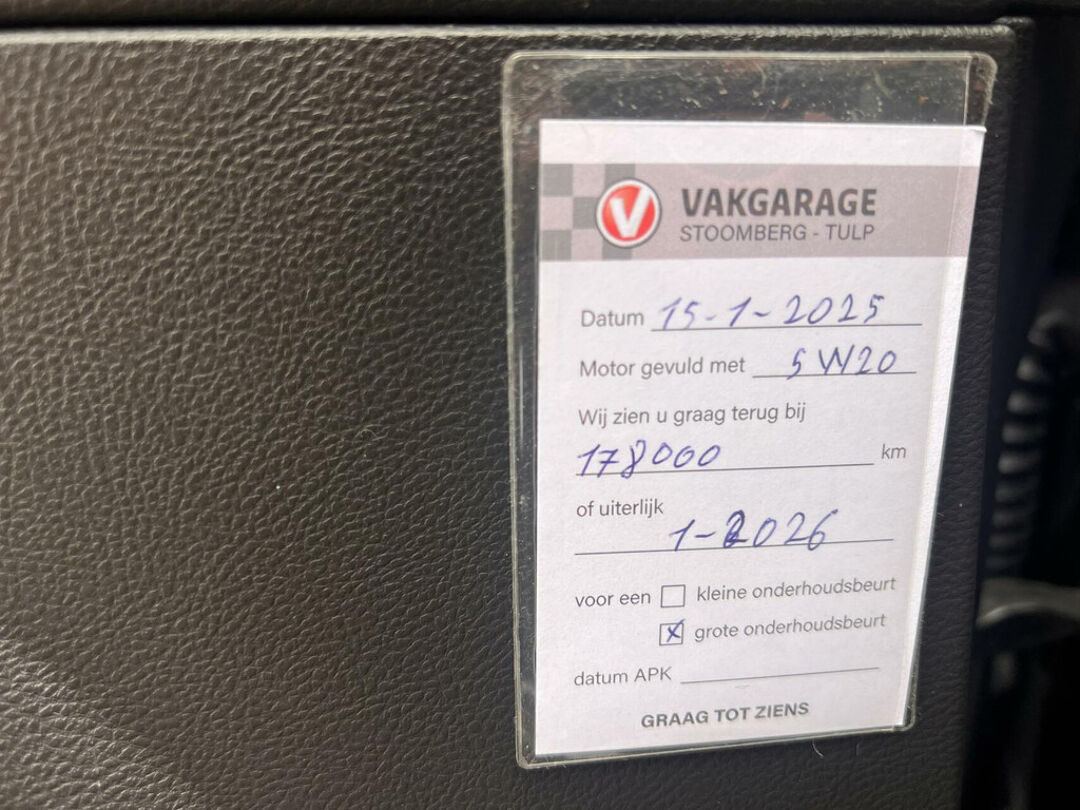 V VAKGARAGE
STOOMBERG - TULP
Datum 15-1-2025
Motor gevuld met 5W20
Wij zien u graag terug bij
178000 km
of uiterlijk
1-2026
voor een kleine onderhoudsbeurt
X grote onderhoudsbeurt
datum APK
GRAAG TOT ZIENS